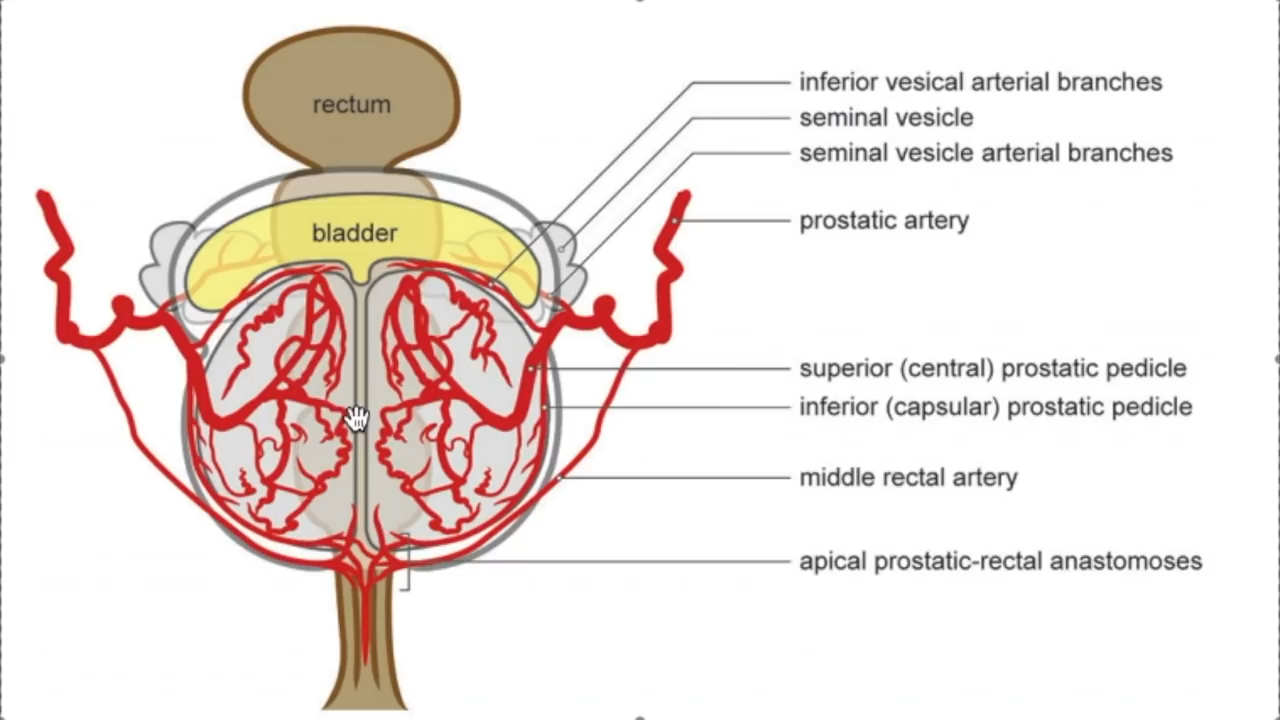 rectum
bladder
inferior vesical arterial branches
seminal vesicle
seminal vesicle arterial branches
prostatic artery
superior (central) prostatic pedicle
inferior (capsular) prostatic pedicle
middle rectal artery
apical prostatic-rectal anastomoses